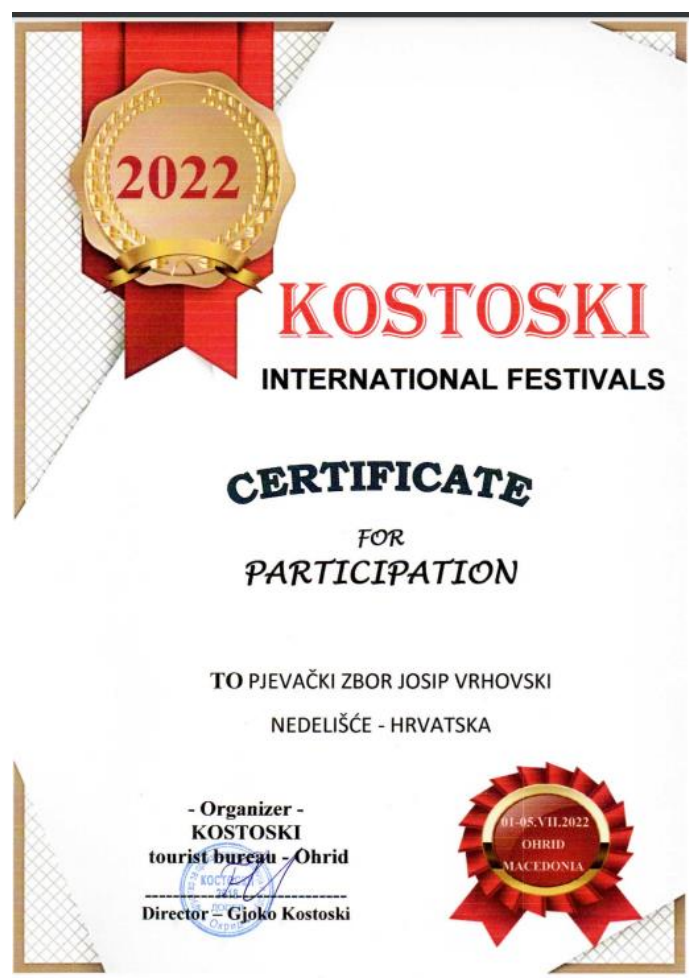 2022
KOSTOSKI
INTERNATIONAL FESTIVALS
CERTIFICATE
FOR
PARTICIPATION
TO PJEVAČKI ZBOR JOSIP VRHOVSKI
NEDELIŠĆE - HRVATSKA
- Organizer -
KOSTOSKI
tourist bureau - Ohrid
Director – Gjoko Kostoski
01-05.VII.2022
OHRID
MACEDONIA